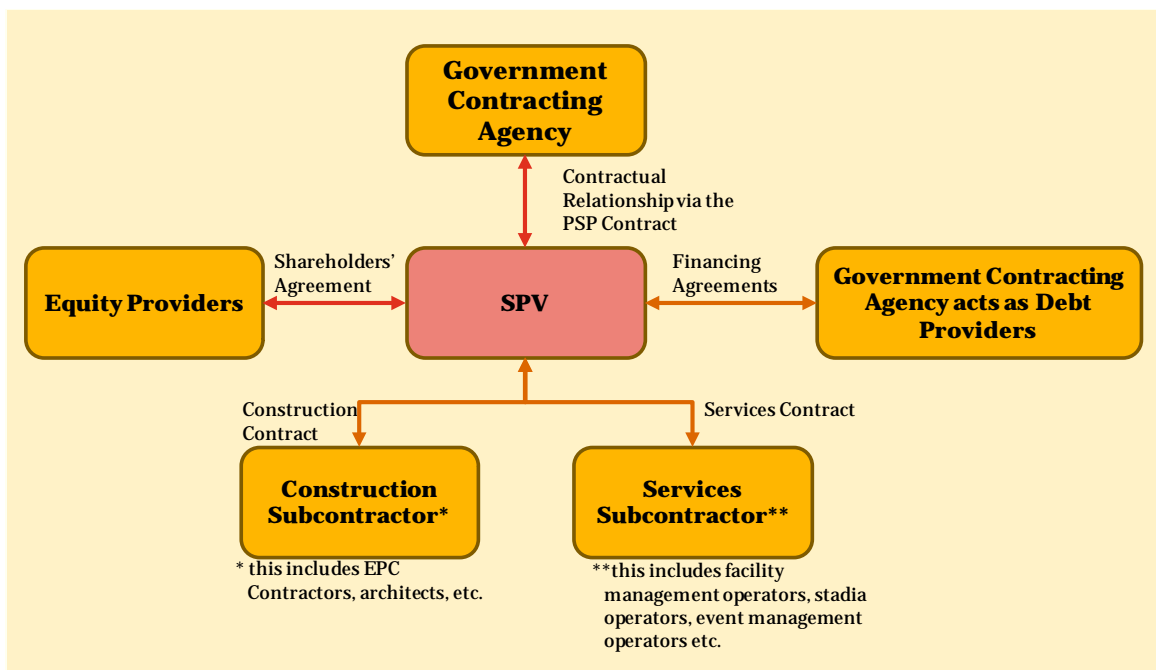 Government
Contracting
Agency
Contractual
Relationship via the
PSP Contract
Shareholders'
Agreement
Financing
Agreements
Equity Providers
SPV
Government Contracting
Agency acts as Debt
Providers
Construction
Contract
Services Contract
Construction
Subcontractor*
Services
Subcontractor**
* this includes EPC
Contractors, architects, etc.
**this includes facility
management operators, stadia
operators, event management
operators etc.